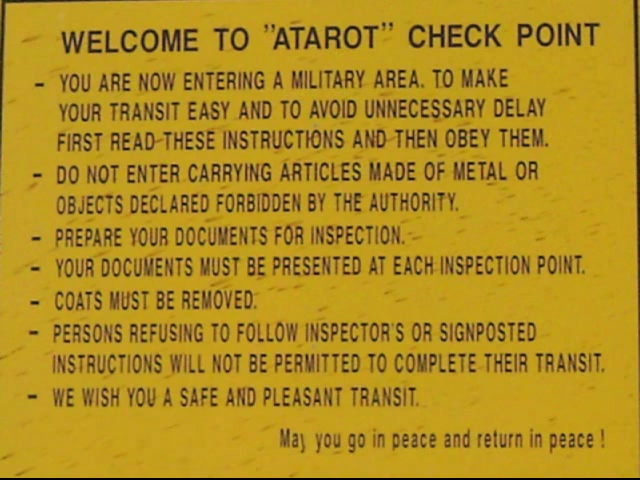 WELCOME TO "ATAROT" CHECK POINT
- YOU ARE NOW ENTERING A MILITARY AREA. TO MAKE
YOUR TRANSIT EASY AND TO AVOID UNNECESSARY DELAY
FIRST READ THESE INSTRUCTIONS AND THEN OBEY THEM.
- DO NOT ENTER CARRYING ARTICLES MADE OF METAL OR
OBJECTS DECLARED FORBIDDEN BY THE AUTHORITY.
- PREPARE YOUR DOCUMENTS FOR INSPECTION.
- YOUR DOCUMENTS MUST BE PRESENTED AT EACH INSPECTION POINT.
- COATS MUST BE REMOVED.
- PERSONS REFUSING TO FOLLOW INSPECTOR'S OR SIGNPOSTED
INSTRUCTIONS WILL NOT BE PERMITTED TO COMPLETE THEIR TRANSIT.
- WE WISH YOU A SAFE AND PLEASANT TRANSIT.
May you go in peace and return in peace !